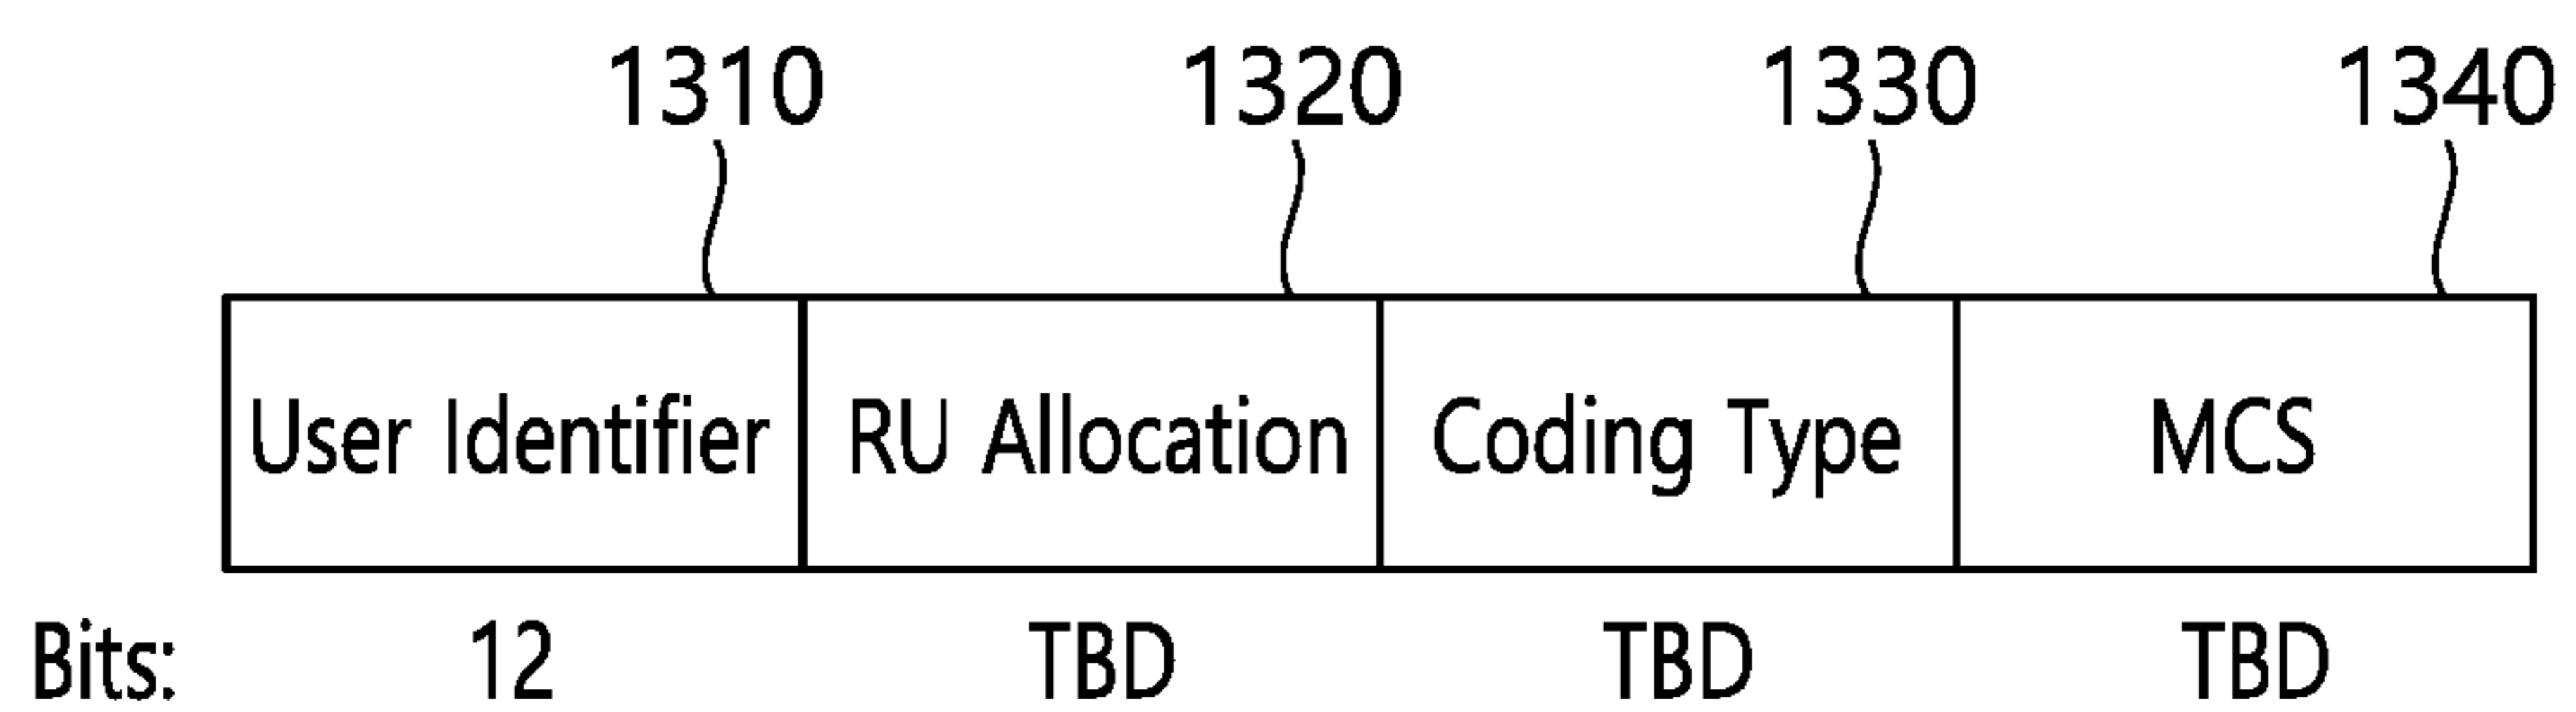 1310 1320 1330 1340
User Identifier RU Allocation Coding Type MCS
Bits: 12 TBD TBD TBD